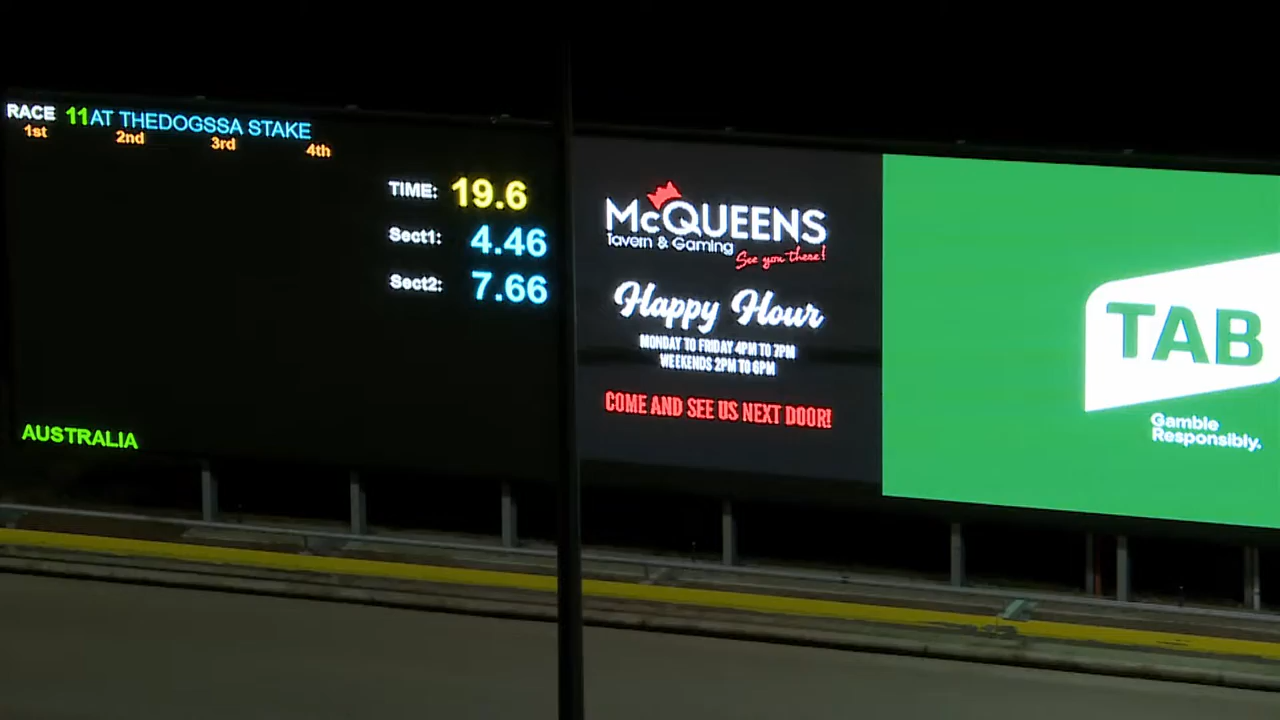 RACE 11 AT THEDOGSSA STAKE
1st 2nd 3rd 4th
TIME: 19.6
Sect1: 4.46
Sect2: 7.66
AUSTRALIA
McQUEENS
Tavern & Gaming
See you there!
Happy Hour
MONDAY TO FRIDAY 4PM TO 7PM
WEEKENDS 2PM TO 6PM
COME AND SEE US NEXT DOOR!
TAB
Gamble
Responsibly.